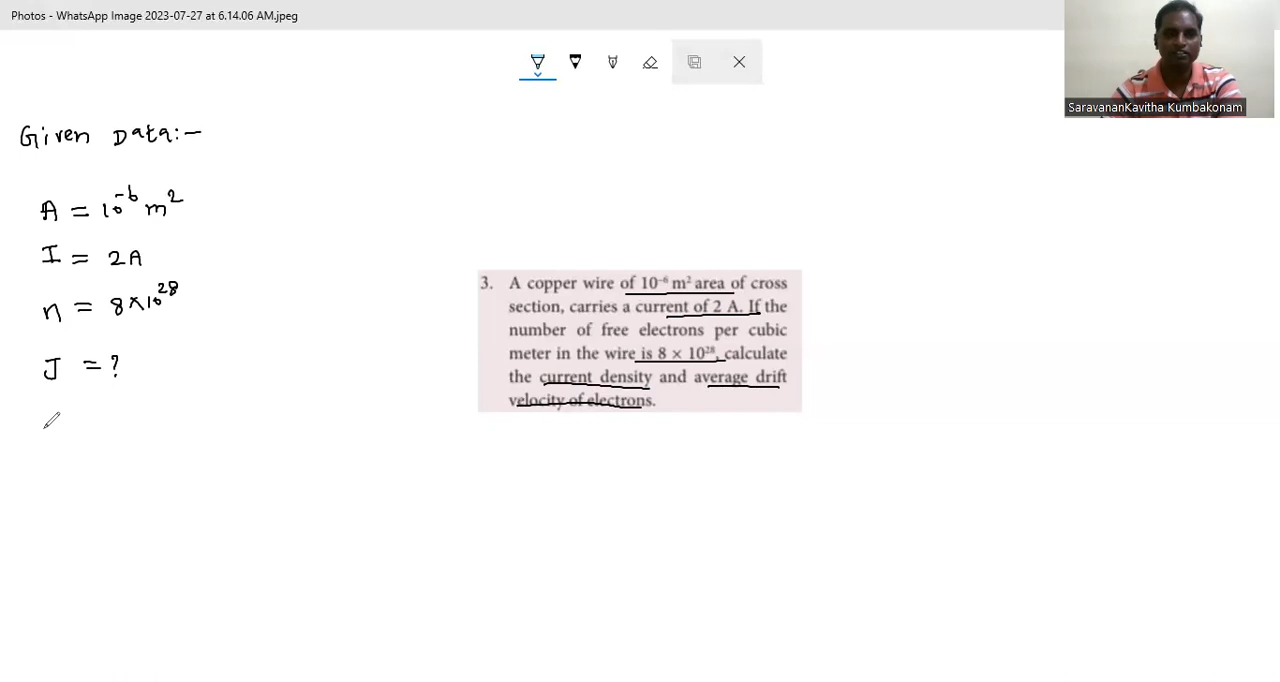 Photos - WhatsApp Image 2023-07-27 at 6.14.06 AM.jpeg
SaravananKavitha Kumbakonam
Given Data:-
A = 10⁻⁶ m²
I = 2A
n = 8×10²⁸
J = ?
3. A copper wire of 10⁻⁶ m² area of cross
section, carries a current of 2 A. If the
number of free electrons per cubic
meter in the wire is 8 × 10²⁸, calculate
the current density and average drift
velocity of electrons.